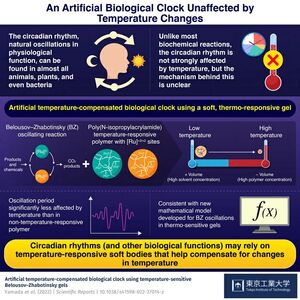 An Artificial Biological Clock Unaffected by
Temperature Changes
The circadian rhythm,
natural oscillations in
physiological function,
can be found in almost all
animals, plants, and
even bacteria
Unlike most
biochemical reactions,
the circadian rhythm is
not strongly affected by
temperature, but the
mechanism behind this
is unclear
Artificial temperature-compensated biological clock using a soft, thermo-responsive gel
Belousov–Zhabotinsky (BZ)
oscillating reaction
Products and
chemicals
CO₂
products
Poly(N-isopropylacrylamide)
temperature-responsive
polymer with [Ru] sites
Low
temperature
High
temperature
+ Volume
(High solvent concentration)
- Volume
(High polymer concentration)
Oscillation period
significantly less affected by
temperature than in
non-temperature-responsive
polymers
Consistent with new
mathematical model
developed for BZ oscillations
in thermo-sensitive gels
f(x)
Circadian rhythms (and other biological functions) may rely on
temperature-responsive soft bodies that help compensate for changes
in temperature
Artificial temperature-compensated biological clock using temperature-sensitive
Belousov-Zhabotinsky gels
Yamada et al. (2022) | Scientific Reports | 10.1038/s41598-022-27014-z
東京工業大学
Tokyo Institute of Technology